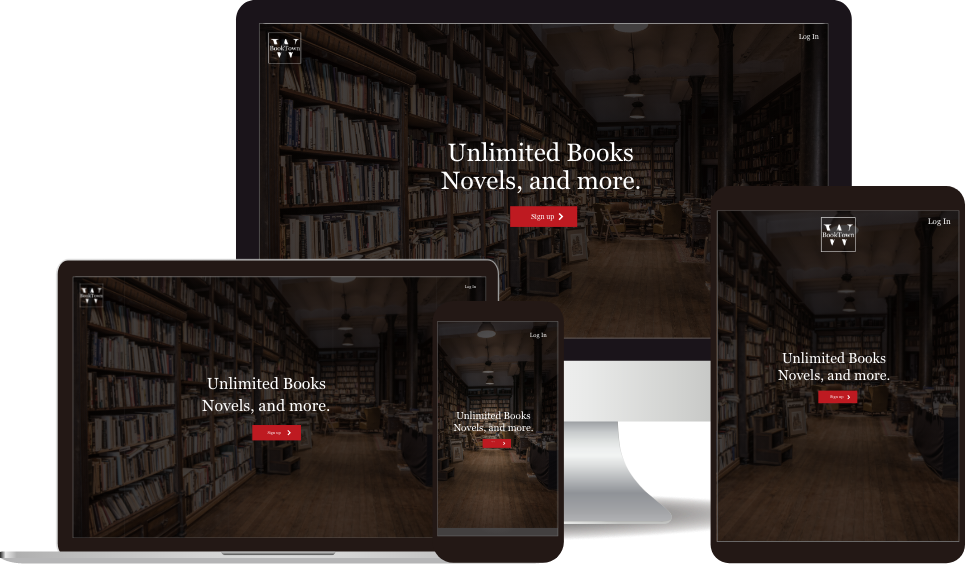 BookTown
Log In
Unlimited Books
Novels, and more.
Sign up
BookTown
Log In
Unlimited Books
Novels, and more.
Sign up
Log In
Unlimited Books
Novels, and more.
BookTown
Log In
Unlimited Books
Novels, and more.
Sign up